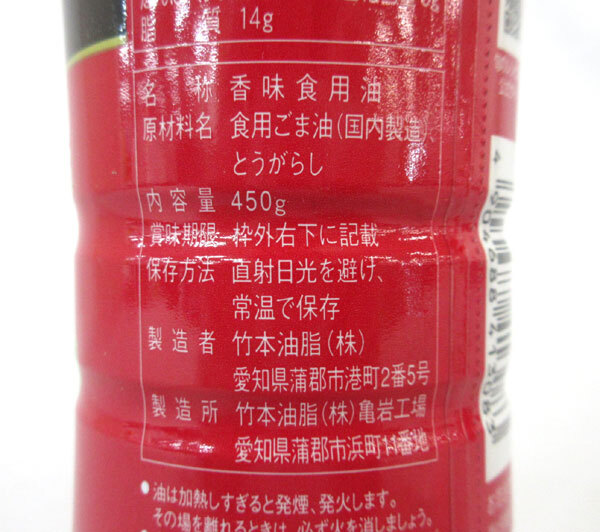 脂 質 14g
名 称 香味食用油
原材料名 食用ごま油(国内製造)、
とうがらし
内容量 450g
賞味期限 枠外右下に記載
保存方法 直射日光を避け、
常温で保存
製造者 竹本油脂(株)
愛知県蒲郡市港町2番5号
製造所 竹本油脂(株)亀岩工場
愛知県蒲郡市浜町11番地
●油は加熱しすぎると発煙、発火します。
その場を離れるときは、必ず火を消しましょう。